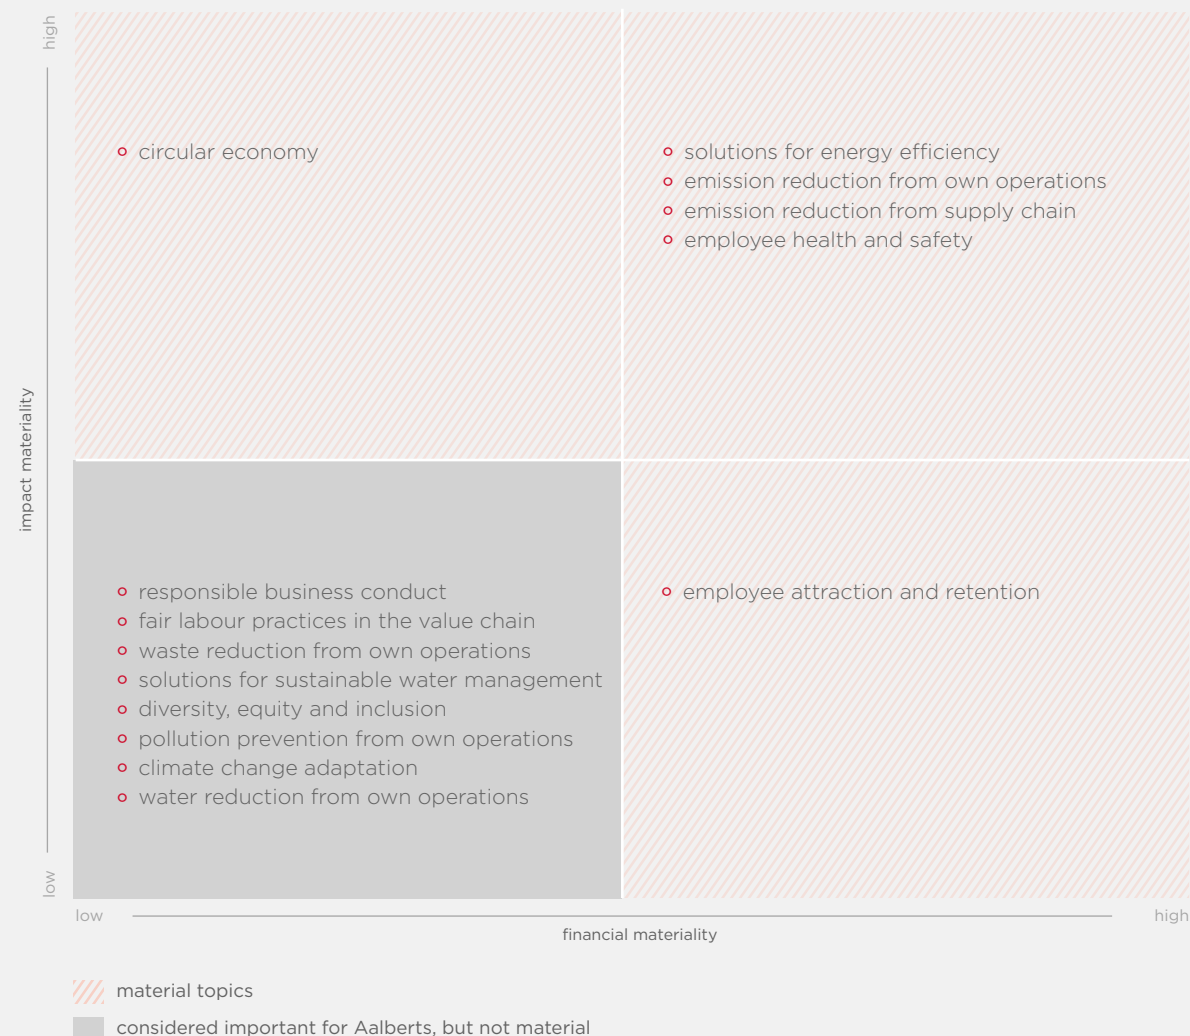 high
circular economy
solutions for energy efficiency
emission reduction from own operations
emission reduction from supply chain
employee health and safety
impact materiality
responsible business conduct
fair labour practices in the value chain
waste reduction from own operations
solutions for sustainable water management
diversity, equity and inclusion
pollution prevention from own operations
climate change adaptation
water reduction from own operations
employee attraction and retention
low
low
high
financial materiality
material topics
considered important for Aalberts, but not material